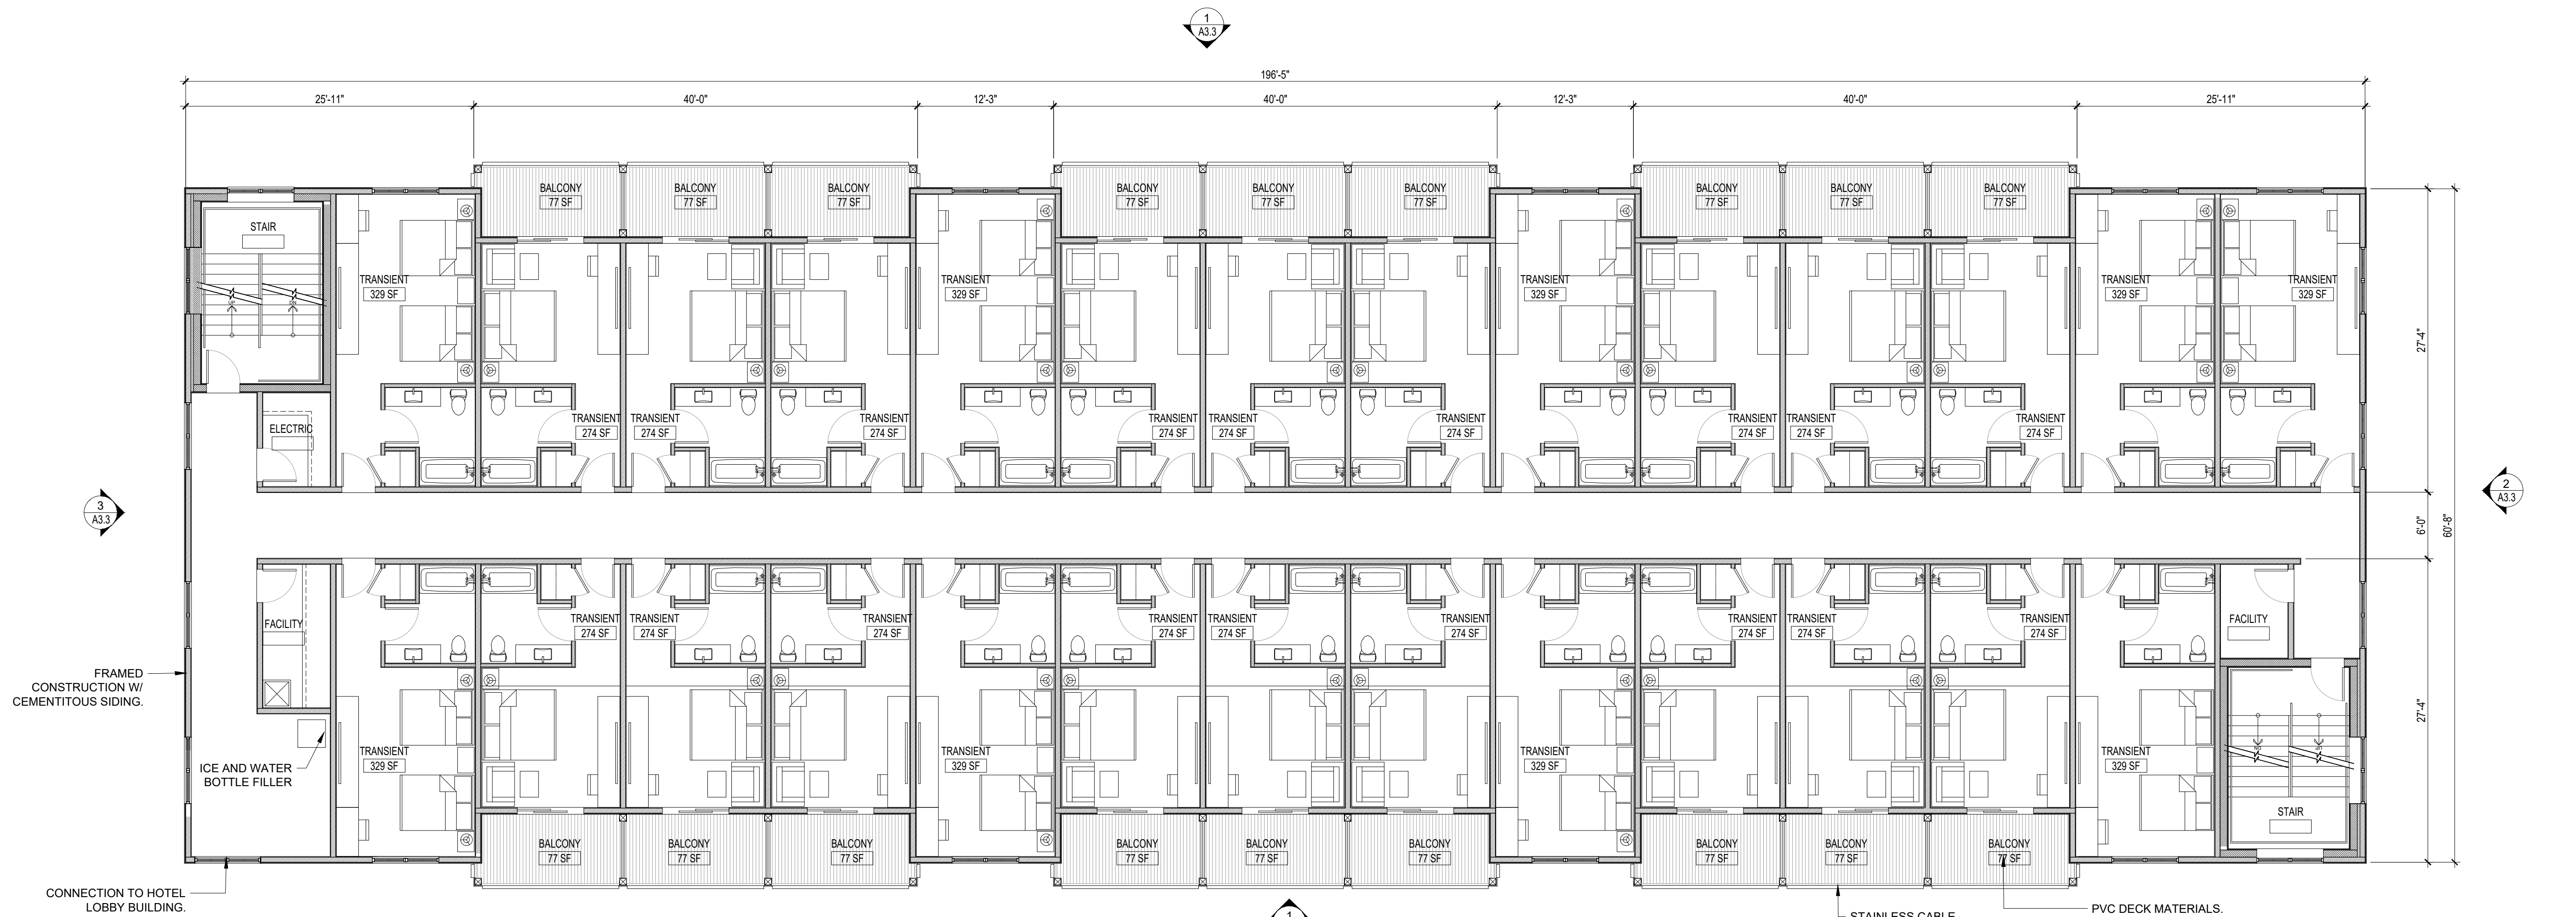 1
A3.3
196'-5"
25'-11"
40'-0"
12'-3"
40'-0"
12'-3"
40'-0"
25'-11"
BALCONY
77 SF
BALCONY
77 SF
BALCONY
77 SF
BALCONY
77 SF
BALCONY
77 SF
BALCONY
77 SF
BALCONY
77 SF
BALCONY
77 SF
BALCONY
77 SF
STAIR
UP
DN
TRANSIENT
329 SF
TRANSIENT
329 SF
TRANSIENT
329 SF
TRANSIENT
329 SF
TRANSIENT
329 SF
27'-4"
ELECTRIC
TRANSIENT
274 SF
TRANSIENT
274 SF
TRANSIENT
274 SF
TRANSIENT
274 SF
TRANSIENT
274 SF
TRANSIENT
274 SF
TRANSIENT
274 SF
TRANSIENT
274 SF
TRANSIENT
274 SF
3
A3.3
2
A3.3
6'-0"
60'-8"
FACILITY
TRANSIENT
274 SF
TRANSIENT
274 SF
TRANSIENT
274 SF
TRANSIENT
274 SF
TRANSIENT
274 SF
TRANSIENT
274 SF
TRANSIENT
274 SF
TRANSIENT
274 SF
TRANSIENT
274 SF
FACILITY
FRAMED
CONSTRUCTION W/
CEMENTITOUS SIDING.
27'-4"
ICE AND WATER
BOTTLE FILLER
TRANSIENT
329 SF
TRANSIENT
329 SF
TRANSIENT
329 SF
TRANSIENT
329 SF
STAIR
BALCONY
77 SF
BALCONY
77 SF
BALCONY
77 SF
BALCONY
77 SF
BALCONY
77 SF
BALCONY
77 SF
BALCONY
77 SF
BALCONY
77 SF
BALCONY
77 SF
CONNECTION TO HOTEL
LOBBY BUILDING.
1
STAINLESS CABLE
PVC DECK MATERIALS.